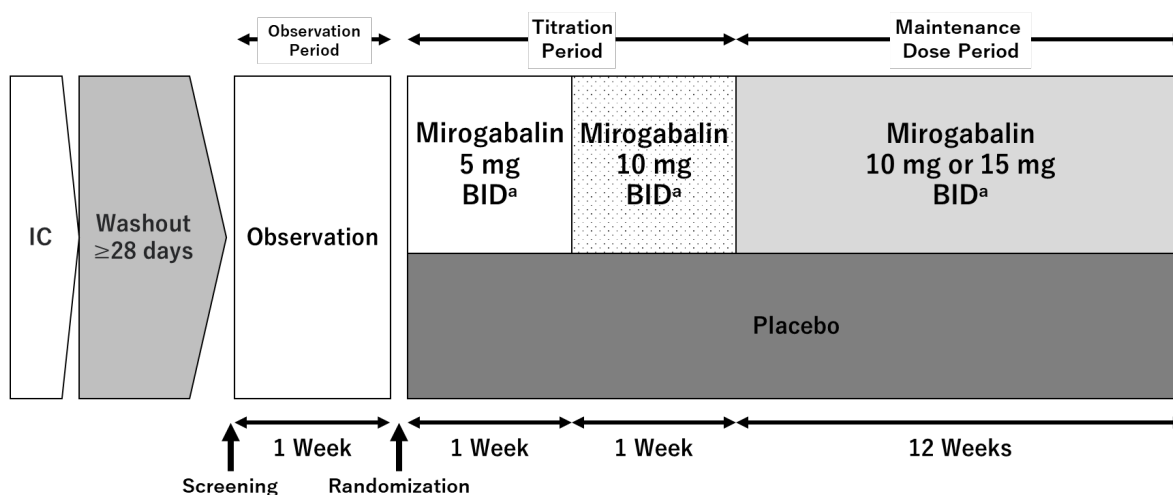 Observation
Period
Titration
Period
Maintenance
Dose Period
IC
Washout
≥28 days
Observation
Mirogabalin
5 mg
BIDᵃ
Mirogabalin
10 mg
BIDᵃ
Mirogabalin
10 mg or 15 mg
BIDᵃ
Placebo
1 Week
1 Week
1 Week
12 Weeks
Screening
Randomization